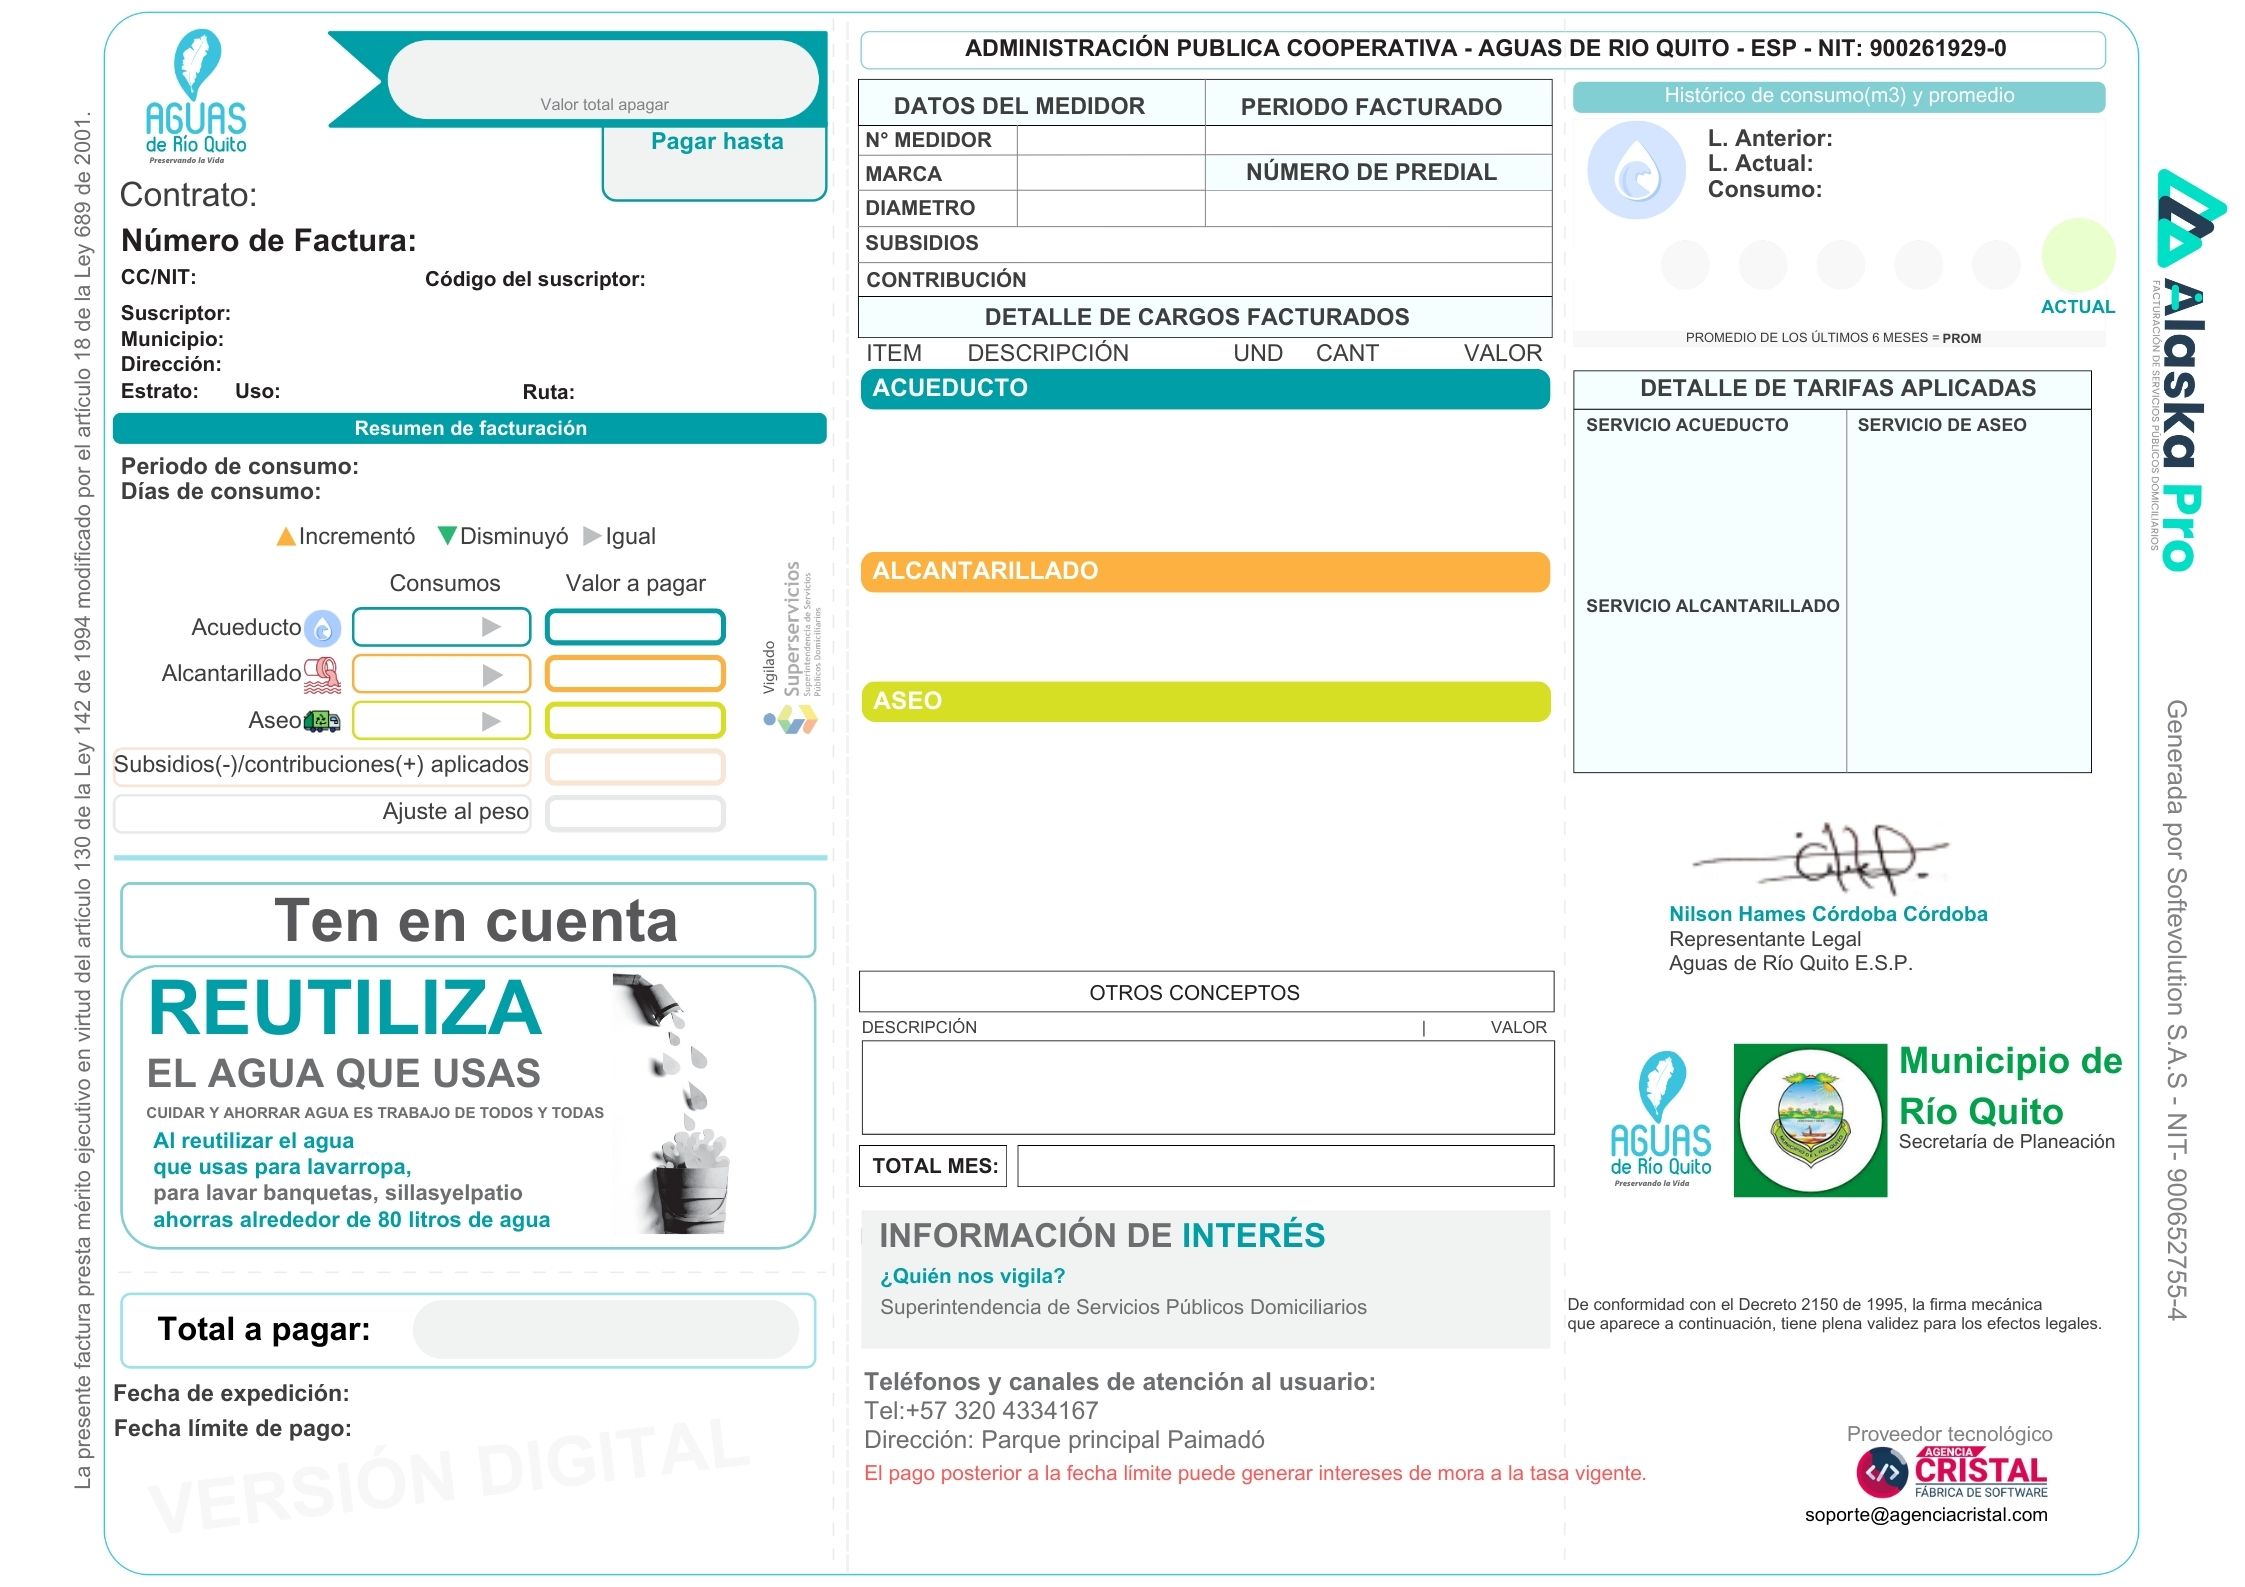 La presente factura presta mérito ejecutivo en virtud del artículo 130 de la Ley 142 de 1994 modificado por el artículo 18 de la Ley 689 de 2001.
AGUAS
de Río Quito
Preservando la Vida
Valor total apagar
Pagar hasta
Contrato:
Número de Factura:
CC/NIT:
Código del suscriptor:
Suscriptor:
Municipio:
Dirección:
Estrato: Uso: Ruta:
Resumen de facturación
Periodo de consumo:
Días de consumo:
Incrementó Disminuyó Igual
Consumos Valor a pagar
Acueducto
Alcantarillado
Aseo
Subsidios(-)/contribuciones(+) aplicados
Ajuste al peso
Vigilado
Superservicios
Superintendencia de Servicios
Públicos Domiciliarios
Ten en cuenta
REUTILIZA
EL AGUA QUE USAS
CUIDAR Y AHORRAR AGUA ES TRABAJO DE TODOS Y TODAS
Al reutilizar el agua
que usas para lavarropa,
para lavar banquetas, sillasyelpatio
ahorras alrededor de 80 litros de agua
Total a pagar:
Fecha de expedición:
Fecha límite de pago:
VERSIÓN DIGITAL
ADMINISTRACIÓN PUBLICA COOPERATIVA - AGUAS DE RIO QUITO - ESP - NIT: 900261929-0
DATOS DEL MEDIDOR
PERIODO FACTURADO
N° MEDIDOR
MARCA
NÚMERO DE PREDIAL
DIAMETRO
SUBSIDIOS
CONTRIBUCIÓN
DETALLE DE CARGOS FACTURADOS
ITEM DESCRIPCIÓN UND CANT VALOR
ACUEDUCTO
ALCANTARILLADO
ASEO
OTROS CONCEPTOS
DESCRIPCIÓN | VALOR
TOTAL MES:
INFORMACIÓN DE INTERÉS
¿Quién nos vigila?
Superintendencia de Servicios Públicos Domiciliarios
Teléfonos y canales de atención al usuario:
Tel:+57 320 4334167
Dirección: Parque principal Paimadó
El pago posterior a la fecha límite puede generar intereses de mora a la tasa vigente.
Histórico de consumo(m3) y promedio
L. Anterior:
L. Actual:
Consumo:
ACTUAL
PROMEDIO DE LOS ÚLTIMOS 6 MESES = PROM
DETALLE DE TARIFAS APLICADAS
SERVICIO ACUEDUCTO
SERVICIO DE ASEO
SERVICIO ALCANTARILLADO
Nilson Hames Córdoba Córdoba
Representante Legal
Aguas de Río Quito E.S.P.
AGUAS
de Río Quito
Preservando la Vida
Municipio de
Río Quito
Secretaría de Planeación
De conformidad con el Decreto 2150 de 1995, la firma mecánica
que aparece a continuación, tiene plena validez para los efectos legales.
Proveedor tecnológico
AGENCIA
CRISTAL
FÁBRICA DE SOFTWARE
soporte@agenciacristal.com
Alaska Pro
FACTURACIÓN DE SERVICIOS PÚBLICOS DOMICILIARIOS
Generada por Softevolution S.A.S - NIT- 900652755-4